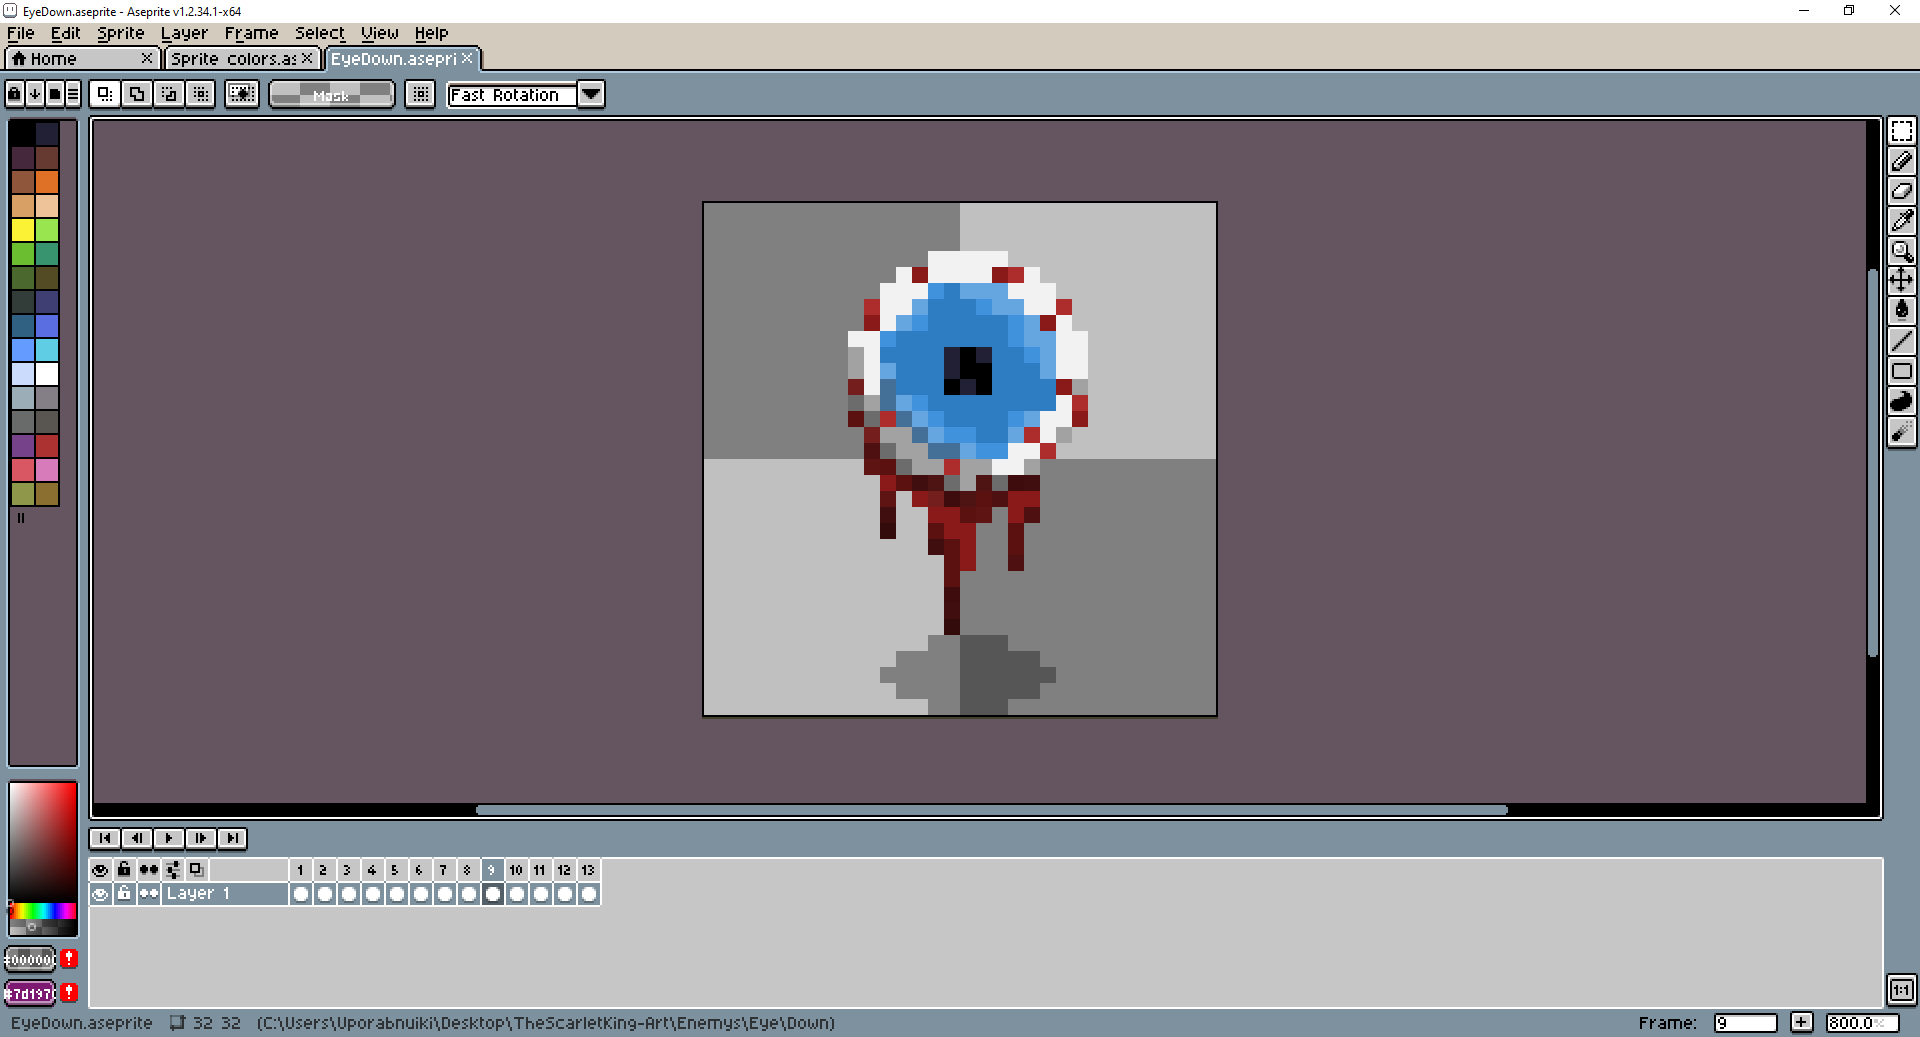 EyeDown.aseprite - Aseprite v1.2.34.1-x64
File Edit Sprite Layer Frame Select View Help
Home Sprite colors.as EyeDown.asepri
Mask Fast Rotation
1 2 3 4 5 6 7 8 9 10 11 12 13
Layer 1
#00000
#7d197
1:1
EyeDown.aseprite 32 32 (C:\Users\Uporabnuiki\Desktop\TheScarletKing-Art\Enemys\Eye\Down) Frame: 9 + 800.0